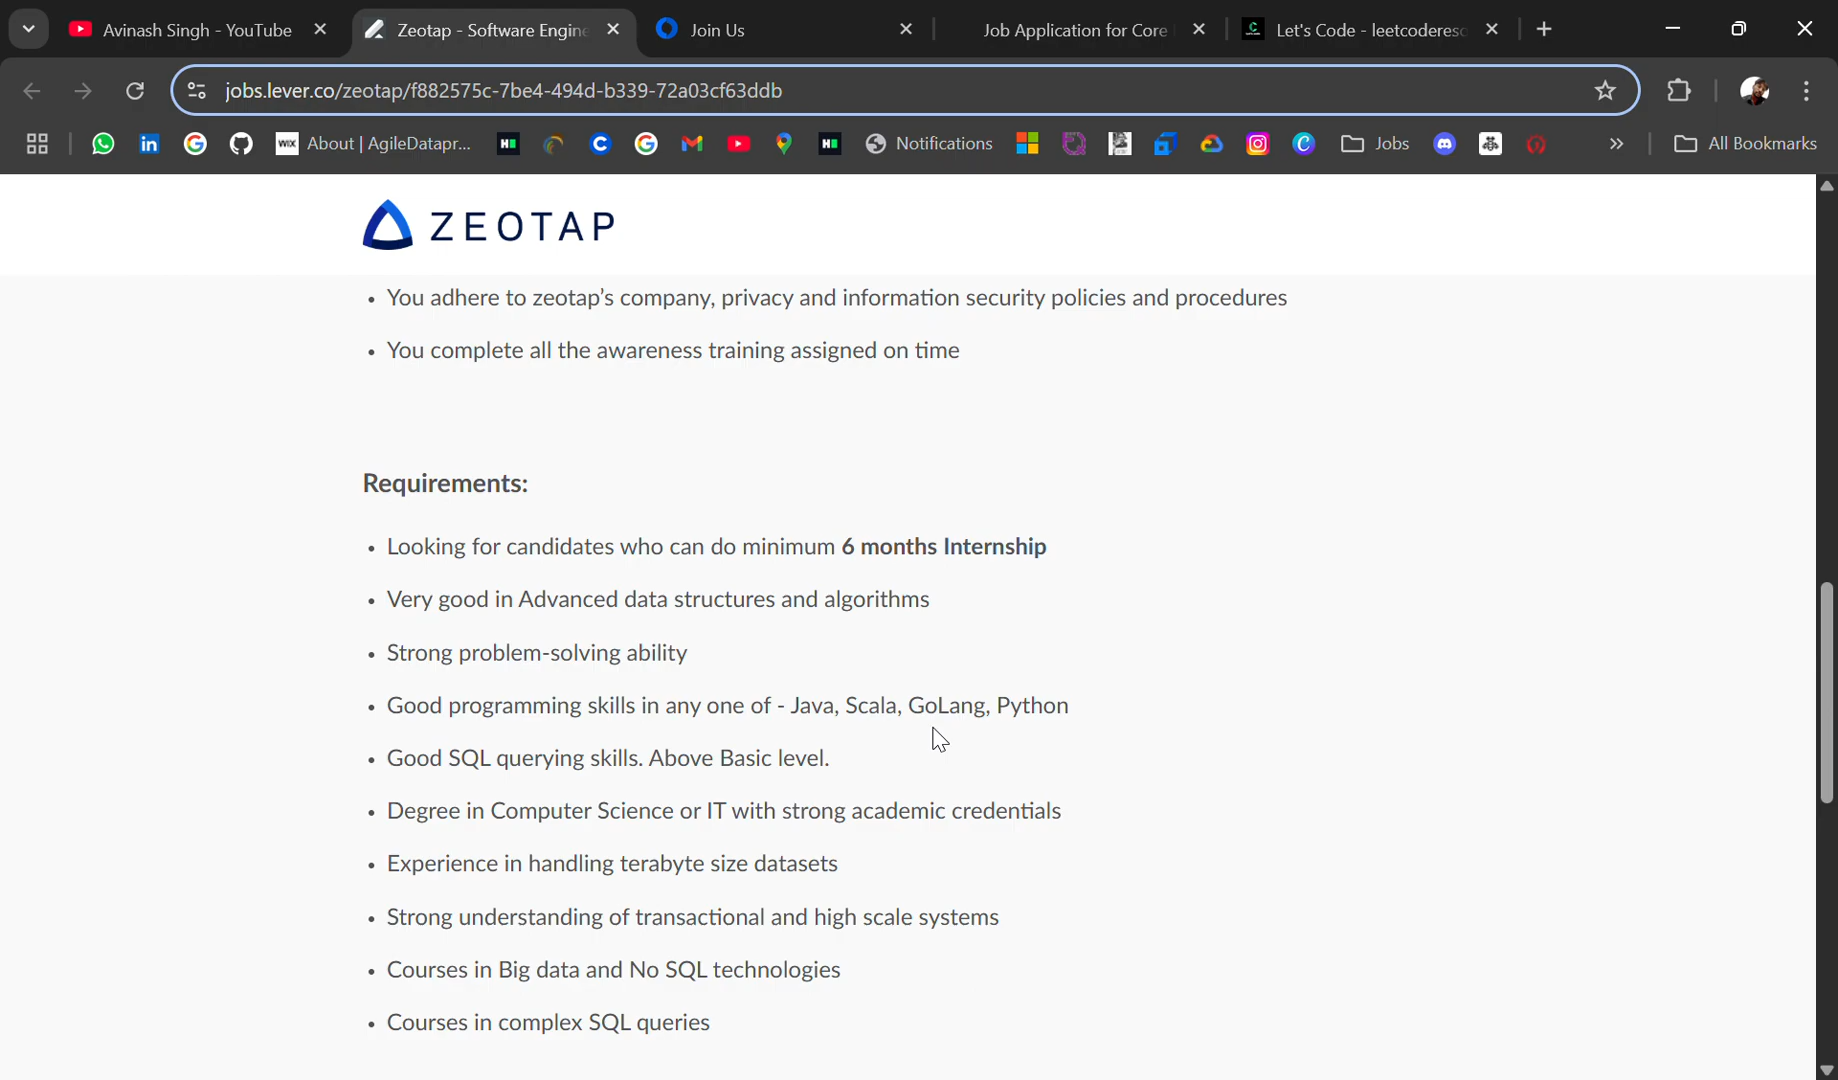 Avinash Singh - YouTube
Zeotap - Software Engine
Join Us
Job Application for Core
Let's Code - leetcoderesc
jobs.lever.co/zeotap/f882575c-7be4-494d-b339-72a03cf63ddb
WIX About | AgileDatapr...
Notifications
Jobs
All Bookmarks
ZEOTAP
• You adhere to zeotap’s company, privacy and information security policies and procedures
• You complete all the awareness training assigned on time
Requirements:
• Looking for candidates who can do minimum 6 months Internship
• Very good in Advanced data structures and algorithms
• Strong problem-solving ability
• Good programming skills in any one of - Java, Scala, GoLang, Python
• Good SQL querying skills. Above Basic level.
• Degree in Computer Science or IT with strong academic credentials
• Experience in handling terabyte size datasets
• Strong understanding of transactional and high scale systems
• Courses in Big data and No SQL technologies
• Courses in complex SQL queries